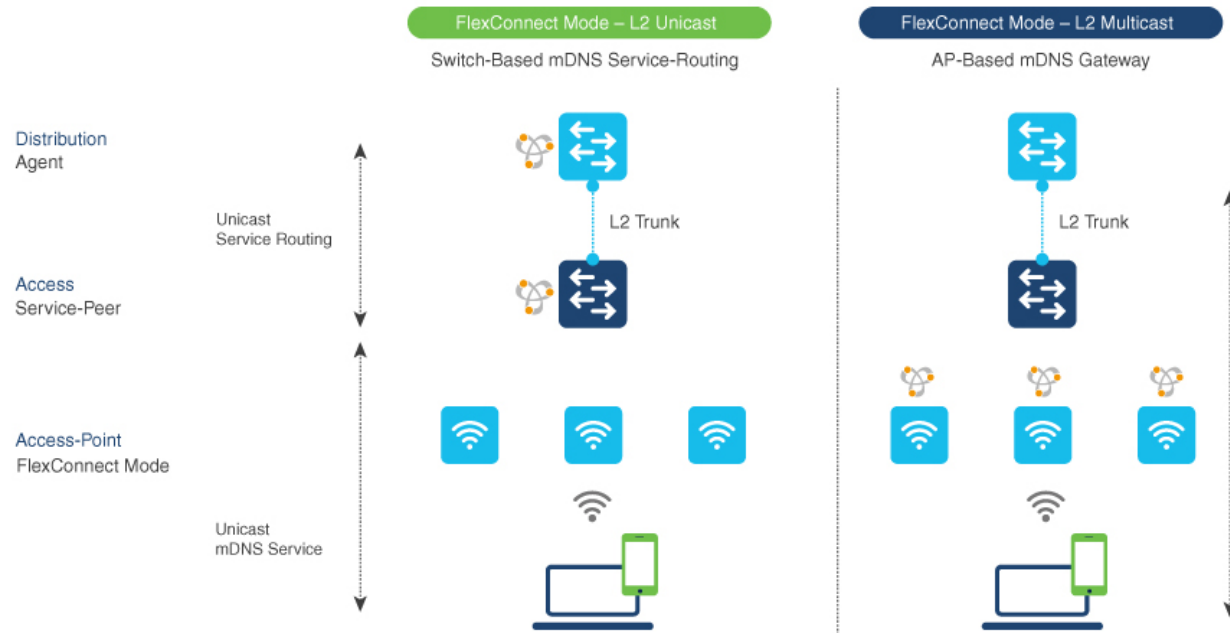 FlexConnect Mode – L2 Unicast
FlexConnect Mode – L2 Multicast
Switch-Based mDNS Service-Routing
AP-Based mDNS Gateway
Distribution
Agent
Unicast
Service Routing
L2 Trunk
L2 Trunk
Access
Service-Peer
Access-Point
FlexConnect Mode
Unicast
mDNS Service